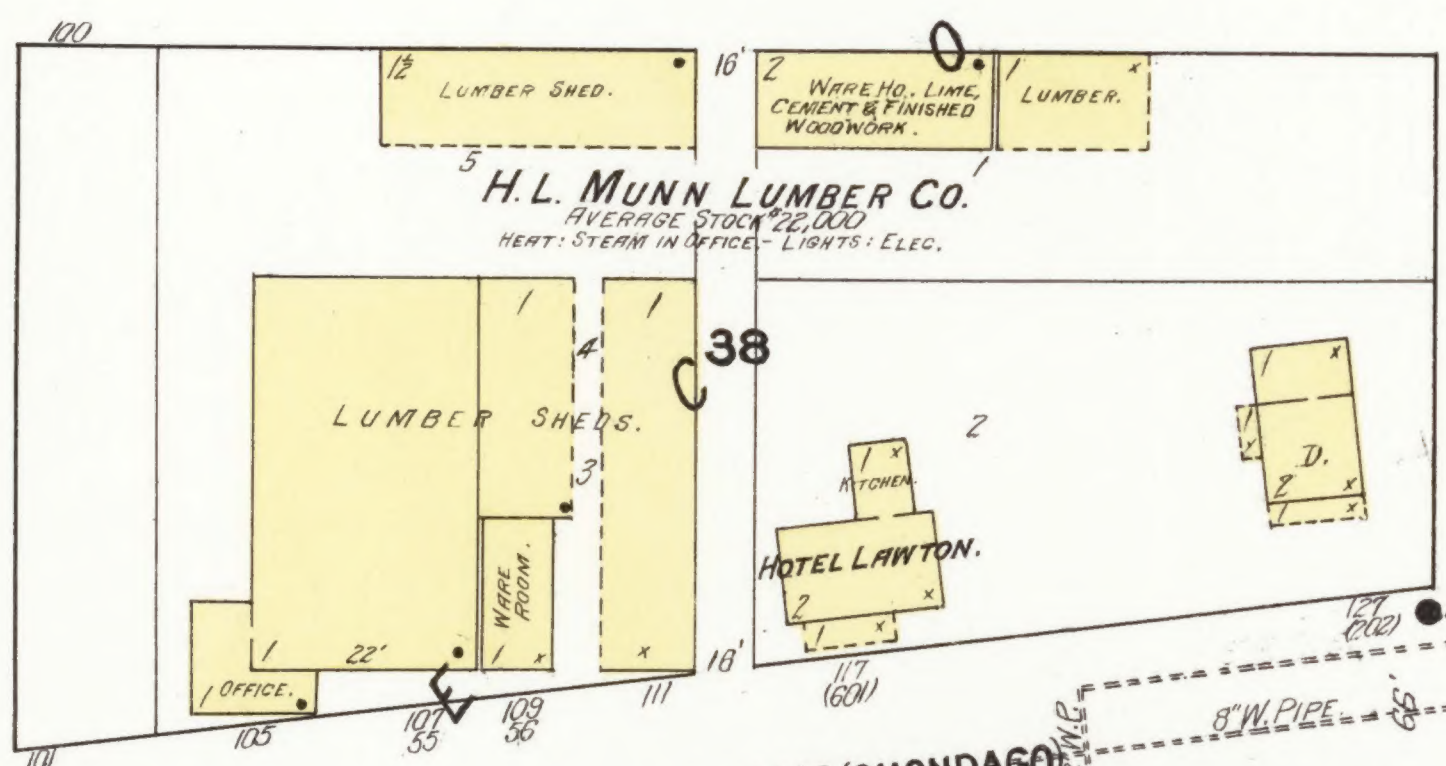 100
1½
LUMBER SHED.
5
16'
2
WARE HO. LIME,
CEMENT & FINISHED
WOODWORK.
1
x
LUMBER.
1
H.L. MUNN LUMBER CO.
AVERAGE STOCK $22,000
HEAT: STEAM IN OFFICE.- LIGHTS: ELEC.
1
1
4
38
LUMBER SHEDS.
3
2
1
x
1
x
D.
2
x
1
x
1
x
KITCHEN.
HOTEL LAWTON.
2
x
1
x
WARE
ROOM.
1
x
x
1
22'
1 OFFICE.
16'
101
105
107
55
109
56
111
117
(601)
127
(202)
W.P.
8" W. PIPE.
66'